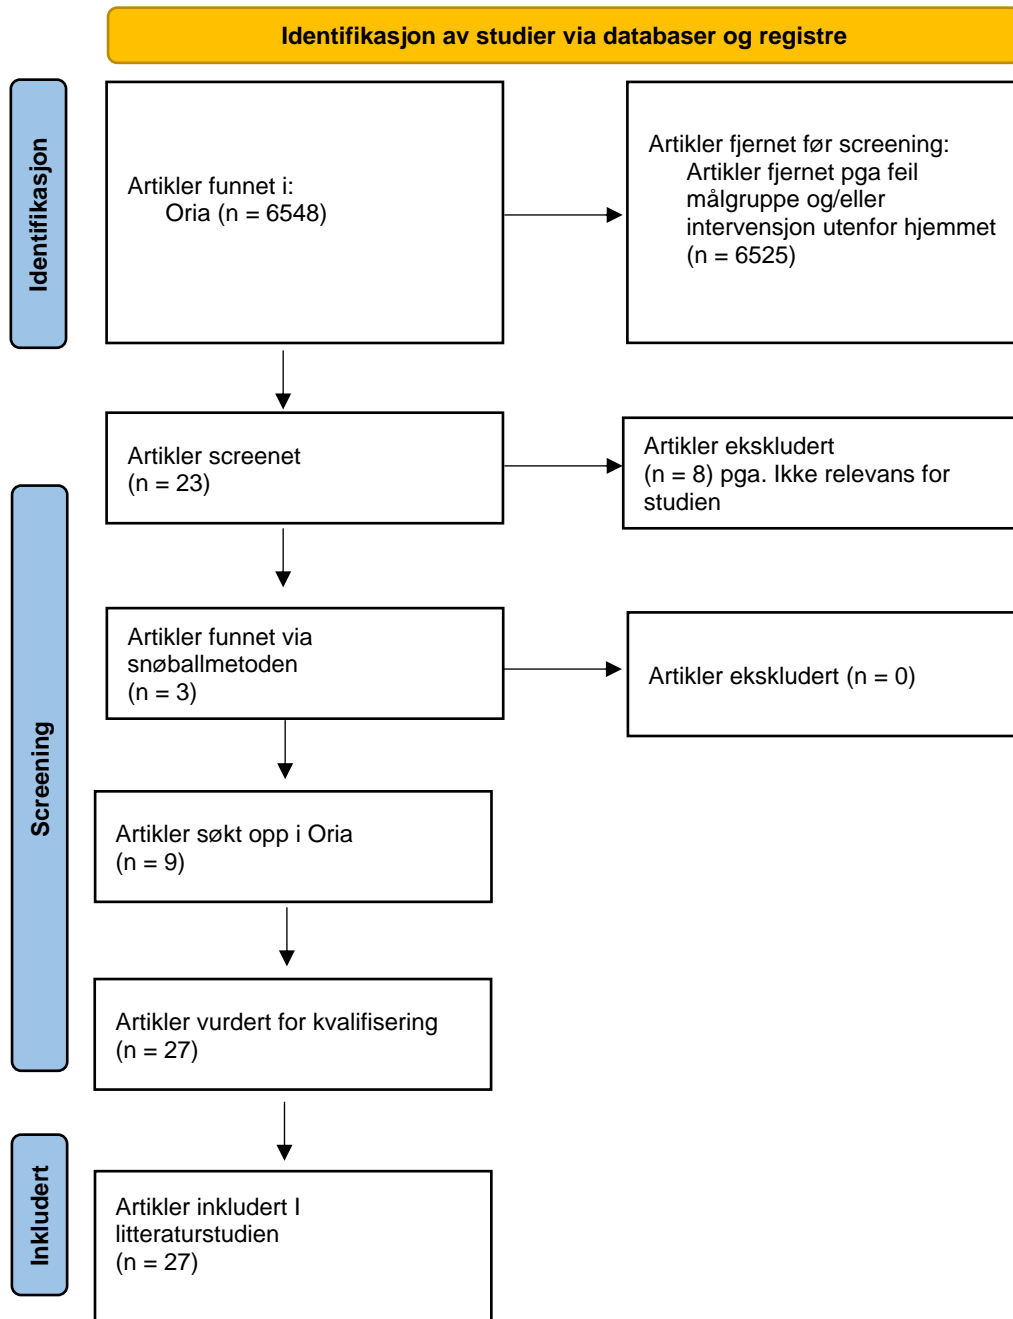 Identifikasjon av studier via databaser og registre
Identifikasjon
Artikler funnet i:
Oria (n = 6548)
Artikler fjernet før screening:
Artikler fjernet pga feil
målgruppe og/eller
intervensjon utenfor hjemmet
(n = 6525)
Screening
Artikler screenet
(n = 23)
Artikler ekskludert
(n = 8) pga. Ikke relevans for
studien
Artikler funnet via
snøballmetoden
(n = 3)
Artikler ekskludert (n = 0)
Artikler søkt opp i Oria
(n = 9)
Artikler vurdert for kvalifisering
(n = 27)
Inkludert
Artikler inkludert I
litteraturstudien
(n = 27)